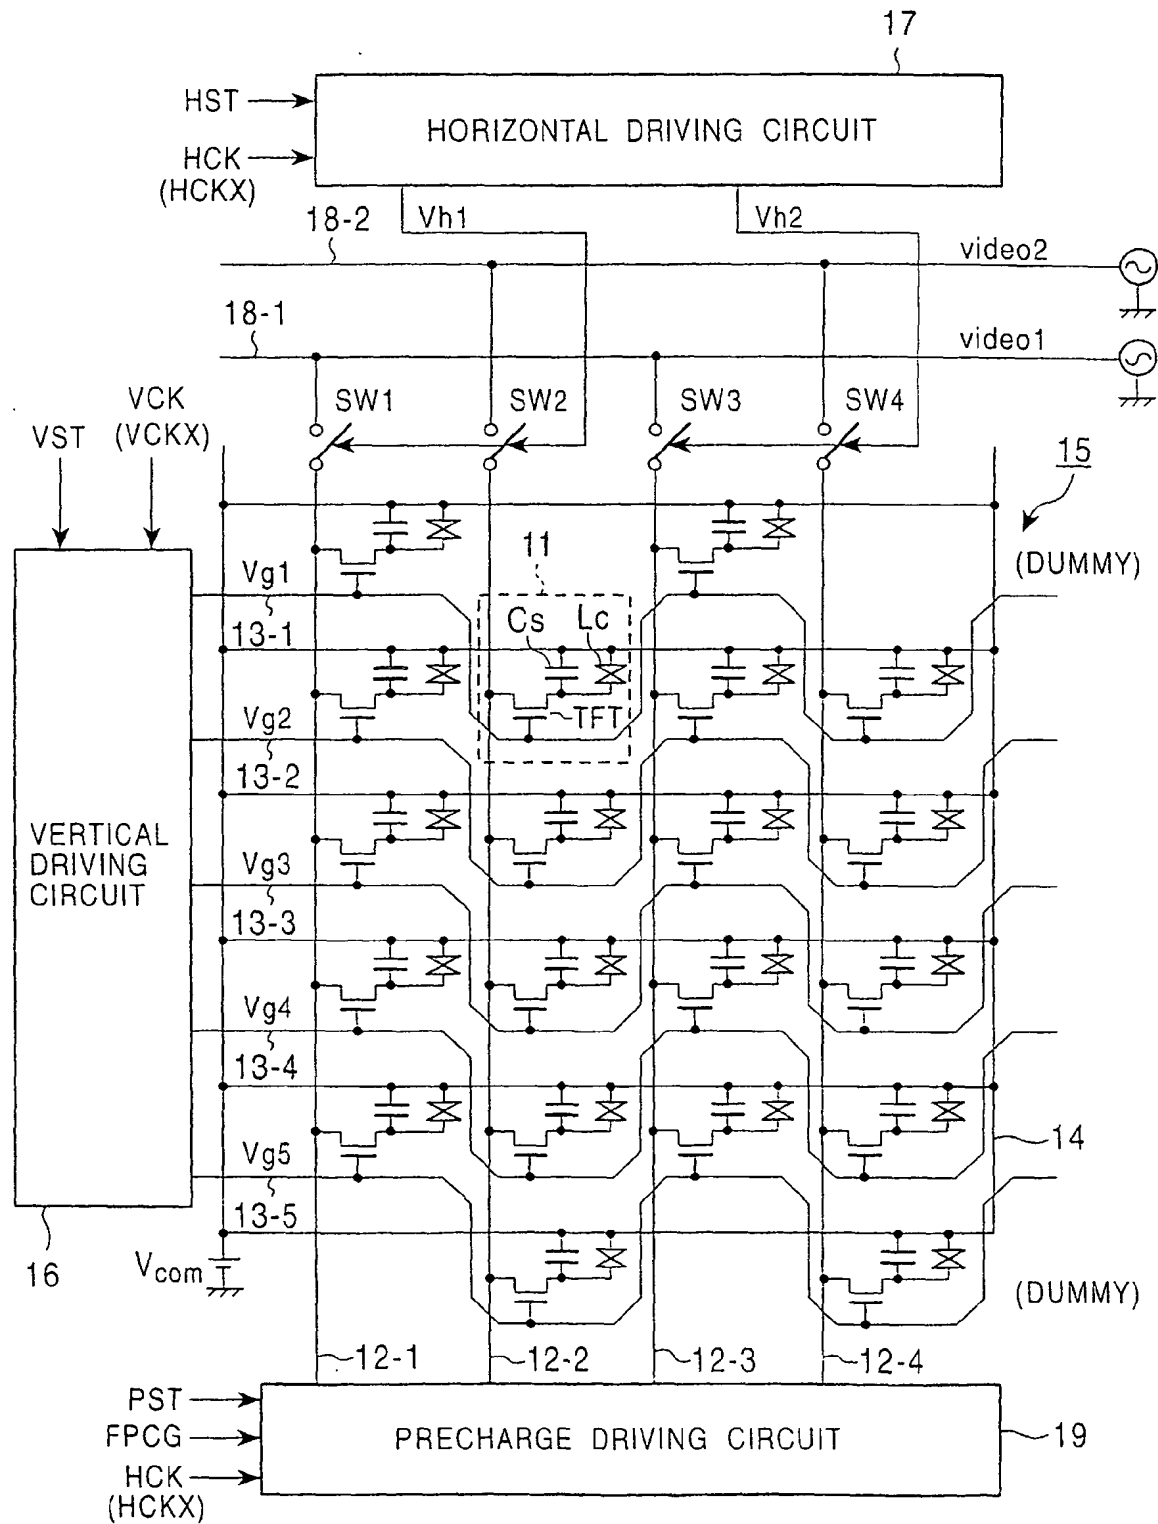 17
HST
HORIZONTAL DRIVING CIRCUIT
HCK
(HCKX)
Vh1
Vh2
18-2
video2
18-1
video1
VCK
(VCKX)
VST
SW1
SW2
SW3
SW4
15
11
(DUMMY)
Vg1
Cs
Lc
13-1
TFT
Vg2
13-2
VERTICAL
DRIVING
CIRCUIT
Vg3
13-3
Vg4
13-4
14
Vg5
13-5
16
Vcom
(DUMMY)
12-1
12-2
12-3
12-4
PST
FPCG
PRECHARGE DRIVING CIRCUIT
19
HCK
(HCKX)